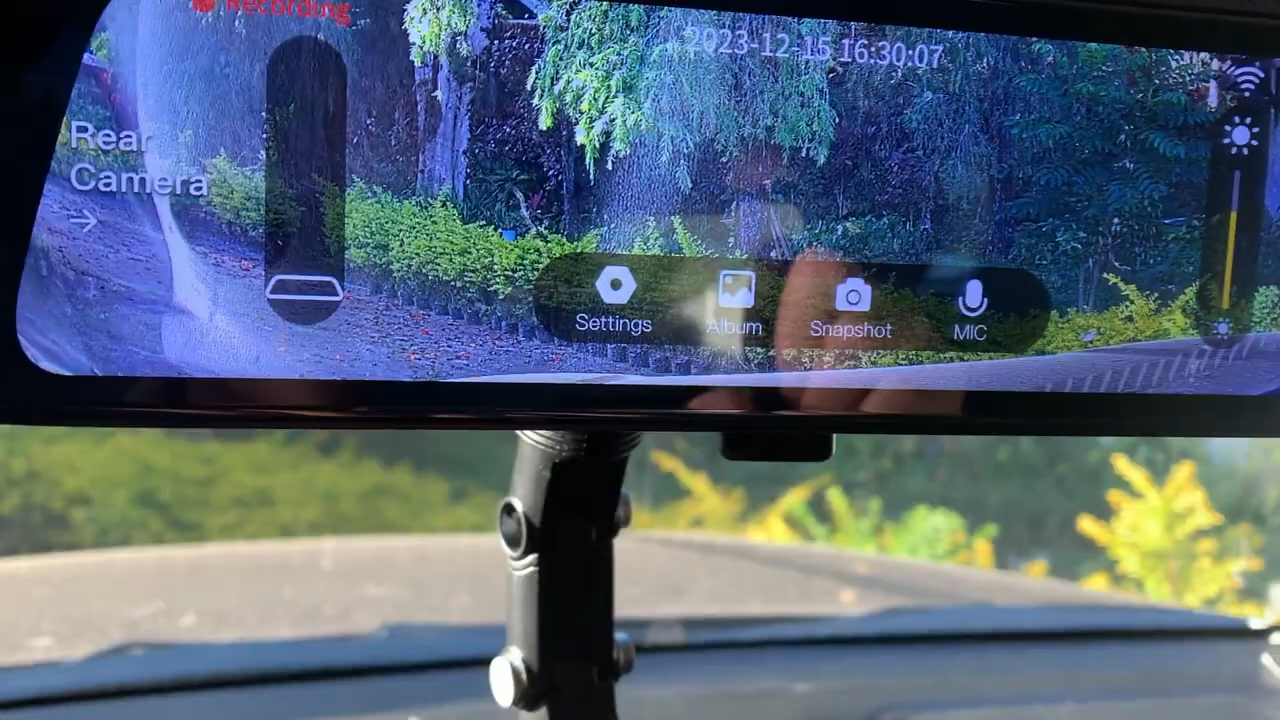 Recording
2023-12-15 16:30:07
Rear
Camera
Settings
Album
Snapshot
MIC